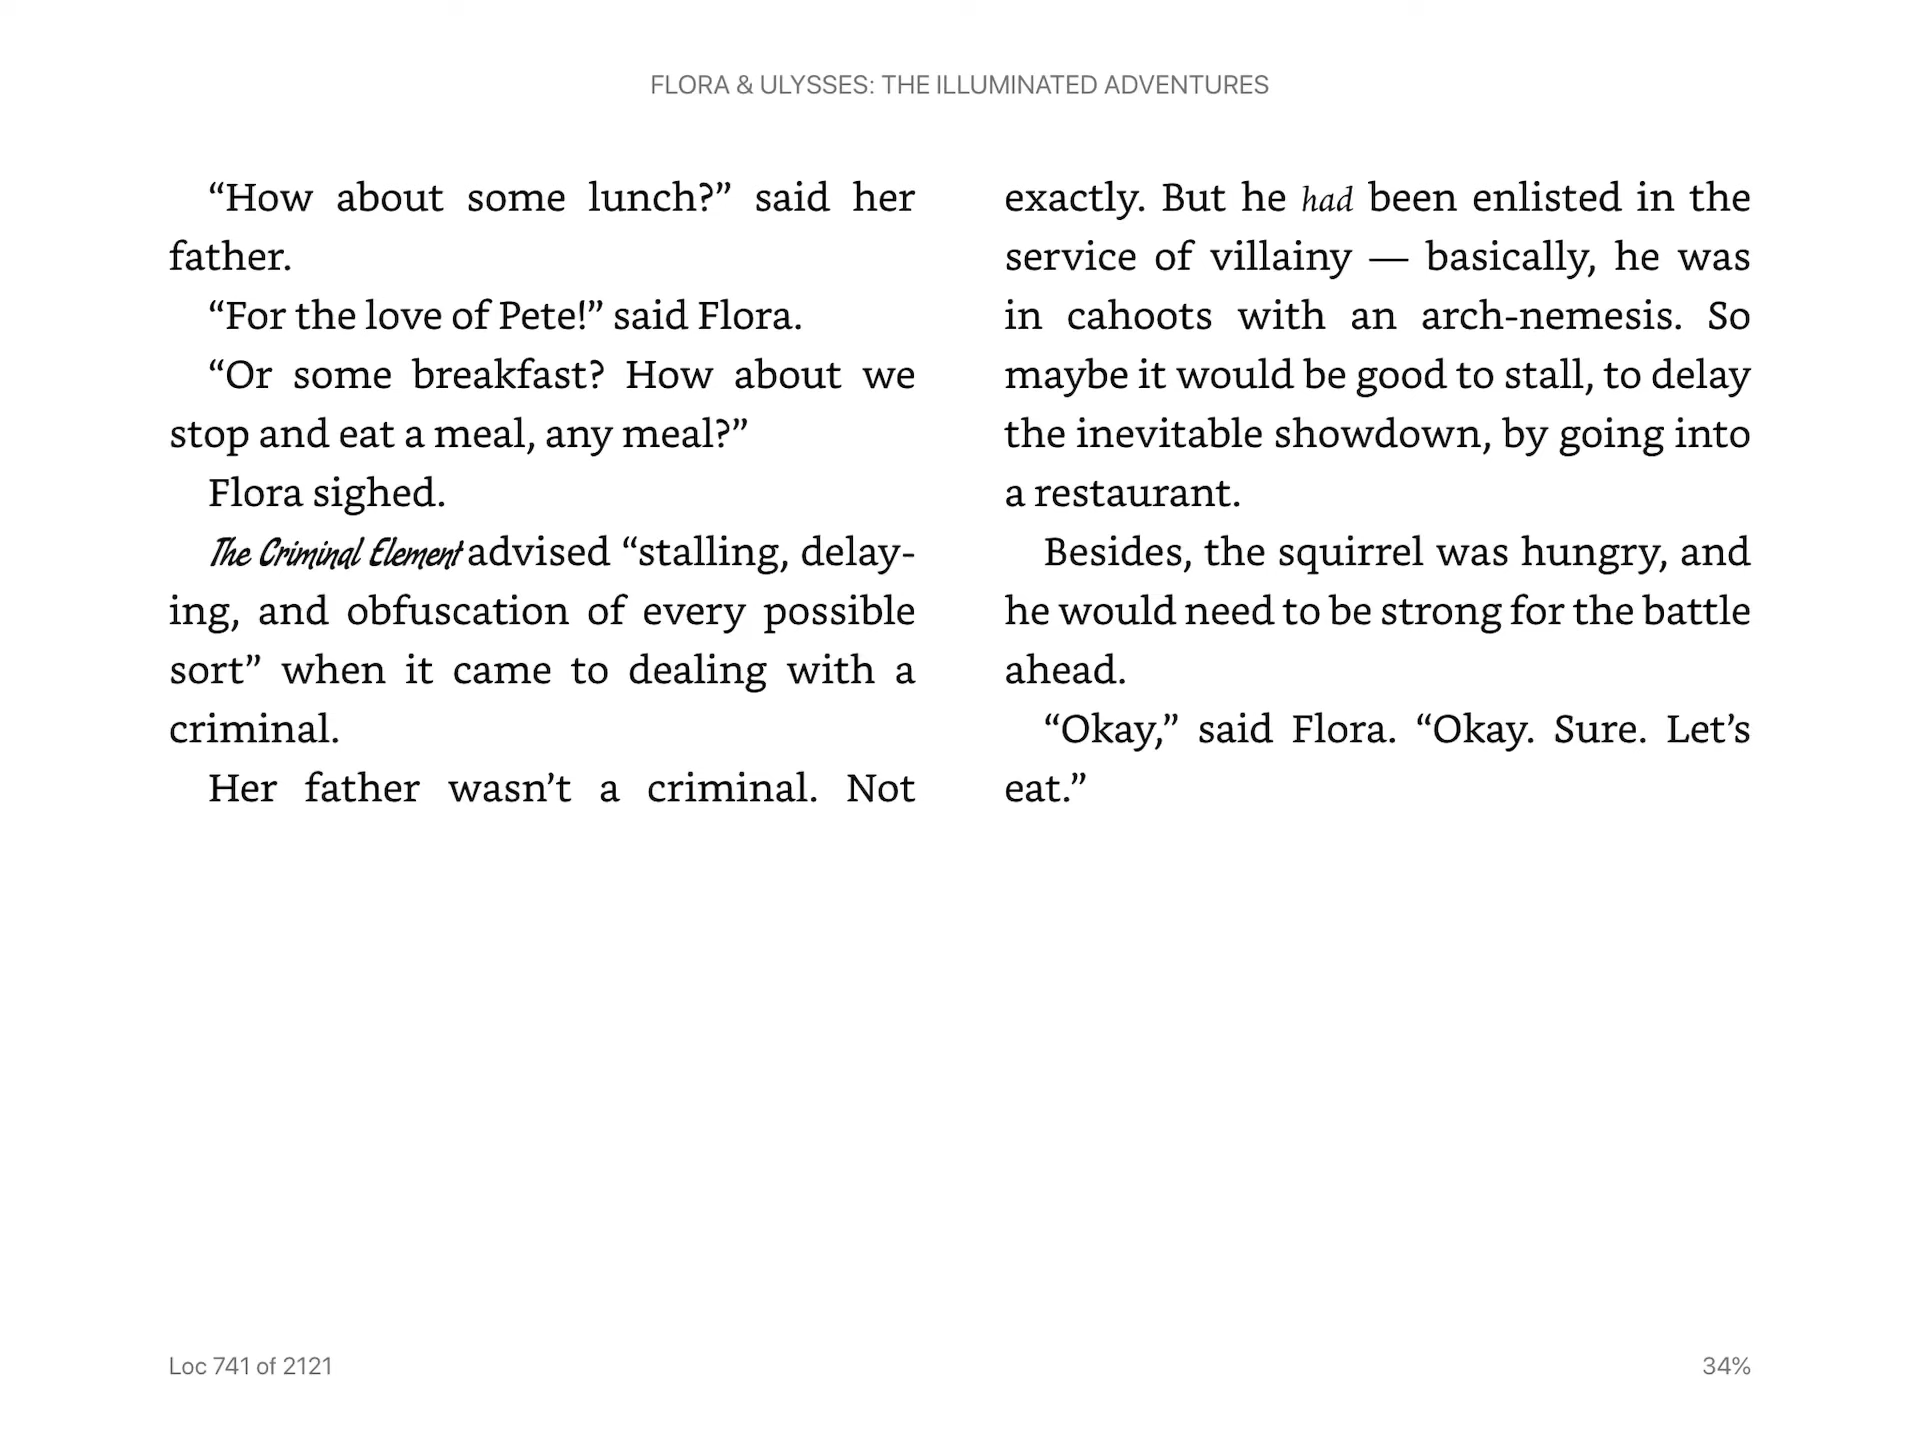 FLORA & ULYSSES: THE ILLUMINATED ADVENTURES
“How about some lunch?” said her
father.
“For the love of Pete!” said Flora.
“Or some breakfast? How about we
stop and eat a meal, any meal?”
Flora sighed.
The Criminal Element advised “stalling, delay-
ing, and obfuscation of every possible
sort” when it came to dealing with a
criminal.
Her father wasn’t a criminal. Not
exactly. But he had been enlisted in the
service of villainy — basically, he was
in cahoots with an arch-nemesis. So
maybe it would be good to stall, to delay
the inevitable showdown, by going into
a restaurant.
Besides, the squirrel was hungry, and
he would need to be strong for the battle
ahead.
“Okay,” said Flora. “Okay. Sure. Let’s
eat.”
Loc 741 of 2121
34%